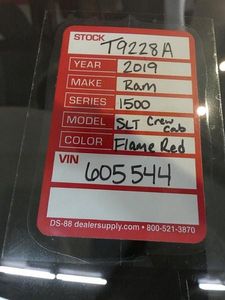 STOCK T9228A
YEAR 2019
MAKE Ram
SERIES 1500
MODEL SLT Crew cab
COLOR Flame Red
VIN
605544
DS-88 dealersupply.com • 800-521-3870